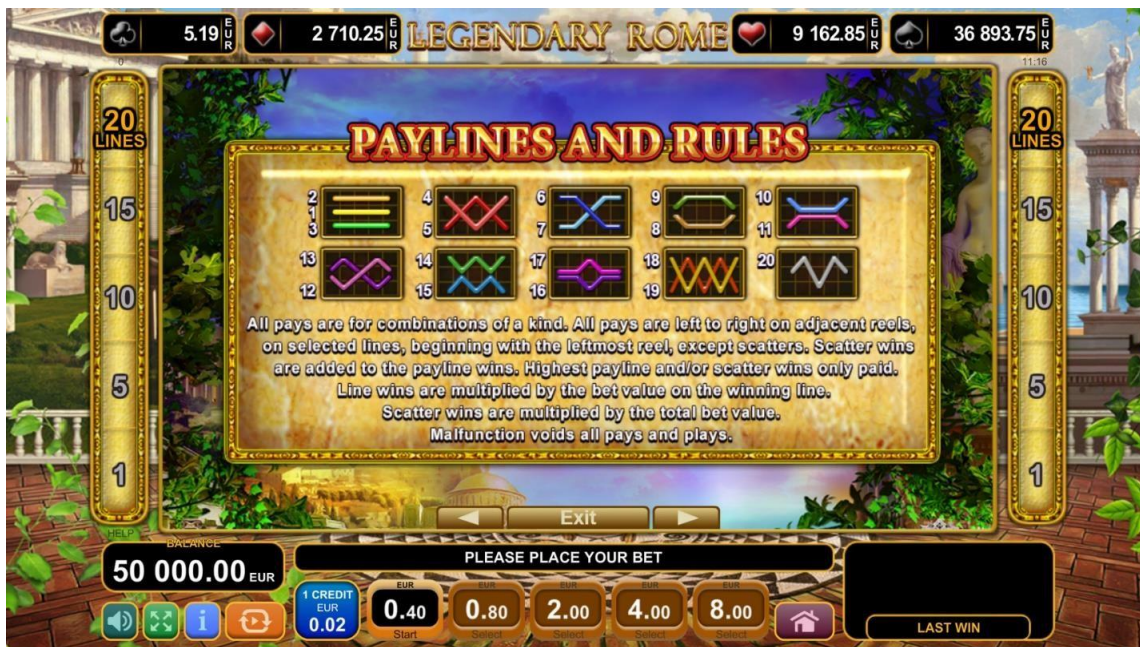 5.19 EUR
2 710.25 EUR
LEGENDARY ROME
9 162.85 EUR
36 893.75 EUR
0
11:16
20
LINES
15
10
5
1
20
LINES
15
10
5
1
PAYLINES AND RULES
2
1
3
4
5
6
7
9
8
10
11
13
12
14
15
17
16
18
19
20
All pays are for combinations of a kind. All pays are left to right on adjacent reels,
on selected lines, beginning with the leftmost reel, except scatters. Scatter wins
are added to the payline wins. Highest payline and/or scatter wins only paid.
Line wins are multiplied by the bet value on the winning line.
Scatter wins are multiplied by the total bet value.
Malfunction voids all pays and plays.
Exit
HELP
BALANCE
50 000.00 EUR
PLEASE PLACE YOUR BET
1 CREDIT
EUR
0.02
EUR
0.40
Start
EUR
0.80
Select
EUR
2.00
Select
EUR
4.00
Select
EUR
8.00
Select
i
LAST WIN